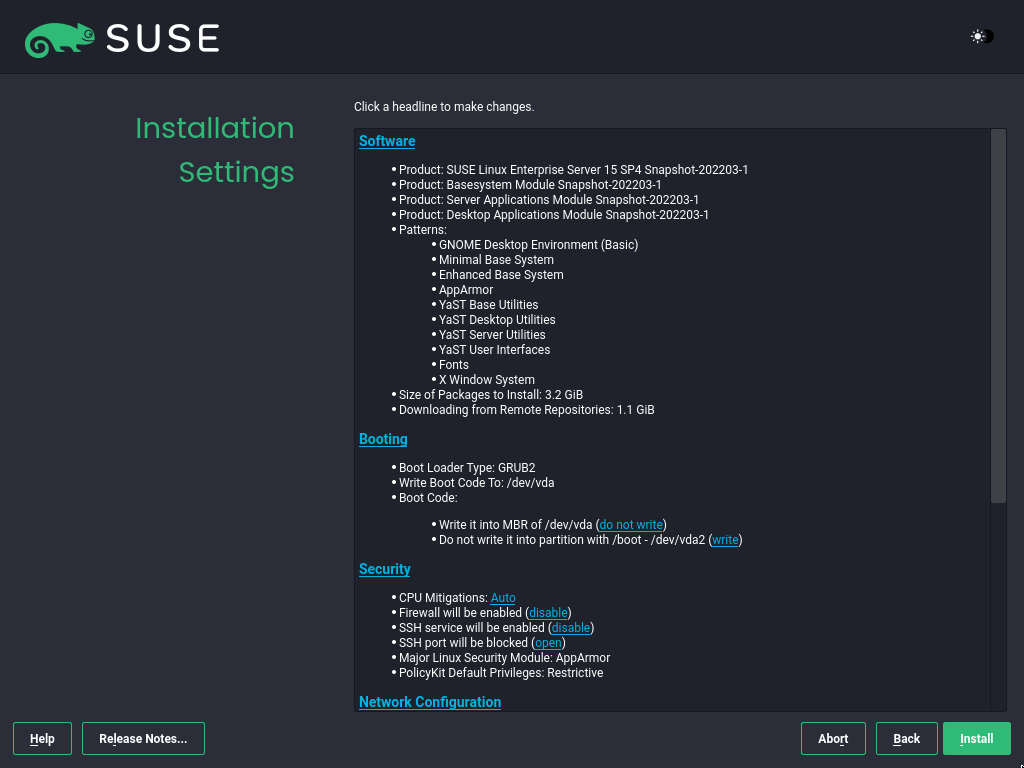 SUSE
Installation
Settings
Click a headline to make changes.
Software
• Product: SUSE Linux Enterprise Server 15 SP4 Snapshot-202203-1
• Product: Basesystem Module Snapshot-202203-1
• Product: Server Applications Module Snapshot-202203-1
• Product: Desktop Applications Module Snapshot-202203-1
• Patterns:
• GNOME Desktop Environment (Basic)
• Minimal Base System
• Enhanced Base System
• AppArmor
• YaST Base Utilities
• YaST Desktop Utilities
• YaST Server Utilities
• YaST User Interfaces
• Fonts
• X Window System
• Size of Packages to Install: 3.2 GiB
• Downloading from Remote Repositories: 1.1 GiB
Booting
• Boot Loader Type: GRUB2
• Write Boot Code To: /dev/vda
• Boot Code:
• Write it into MBR of /dev/vda (do not write)
• Do not write it into partition with /boot - /dev/vda2 (write)
Security
• CPU Mitigations: Auto
• Firewall will be enabled (disable)
• SSH service will be enabled (disable)
• SSH port will be blocked (open)
• Major Linux Security Module: AppArmor
• PolicyKit Default Privileges: Restrictive
Network Configuration
Help Release Notes... Abort Back Install